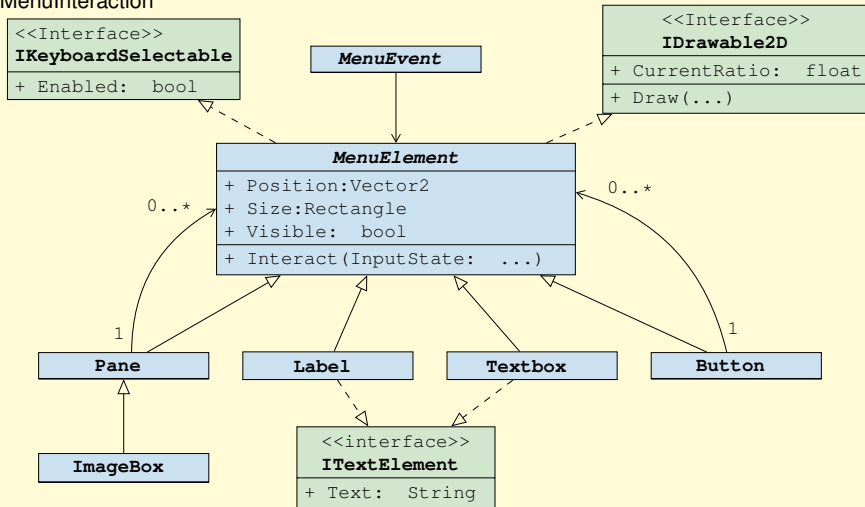 MenuInteraction
<<Interface>>
IKeyboardSelectable
+ Enabled: bool
MenuEvent
<<Interface>>
IDrawable2D
+ CurrentRatio: float
+ Draw(...)
MenuElement
+ Position:Vector2
+ Size:Rectangle
+ Visible: bool
+ Interact(InputState: ...)
0..*
0..*
1
1
Pane
Label
Textbox
Button
ImageBox
<<interface>>
ITextElement
+ Text: String